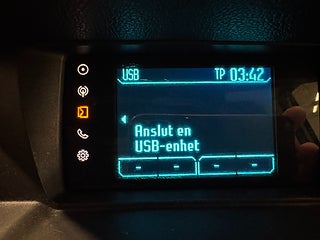 USB TP 03:42
Anslut en
USB-enhet
-- -- -- --